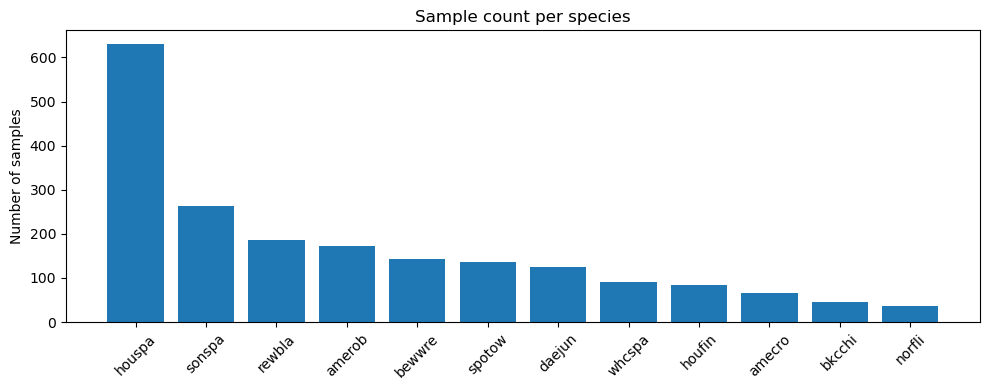 Sample count per species
Number of samples
600
500
400
300
200
100
0
houspa
sonspa
rewbla
amerob
bewwre
spotow
daejun
whcspa
houfin
amecro
bkcchi
norfli